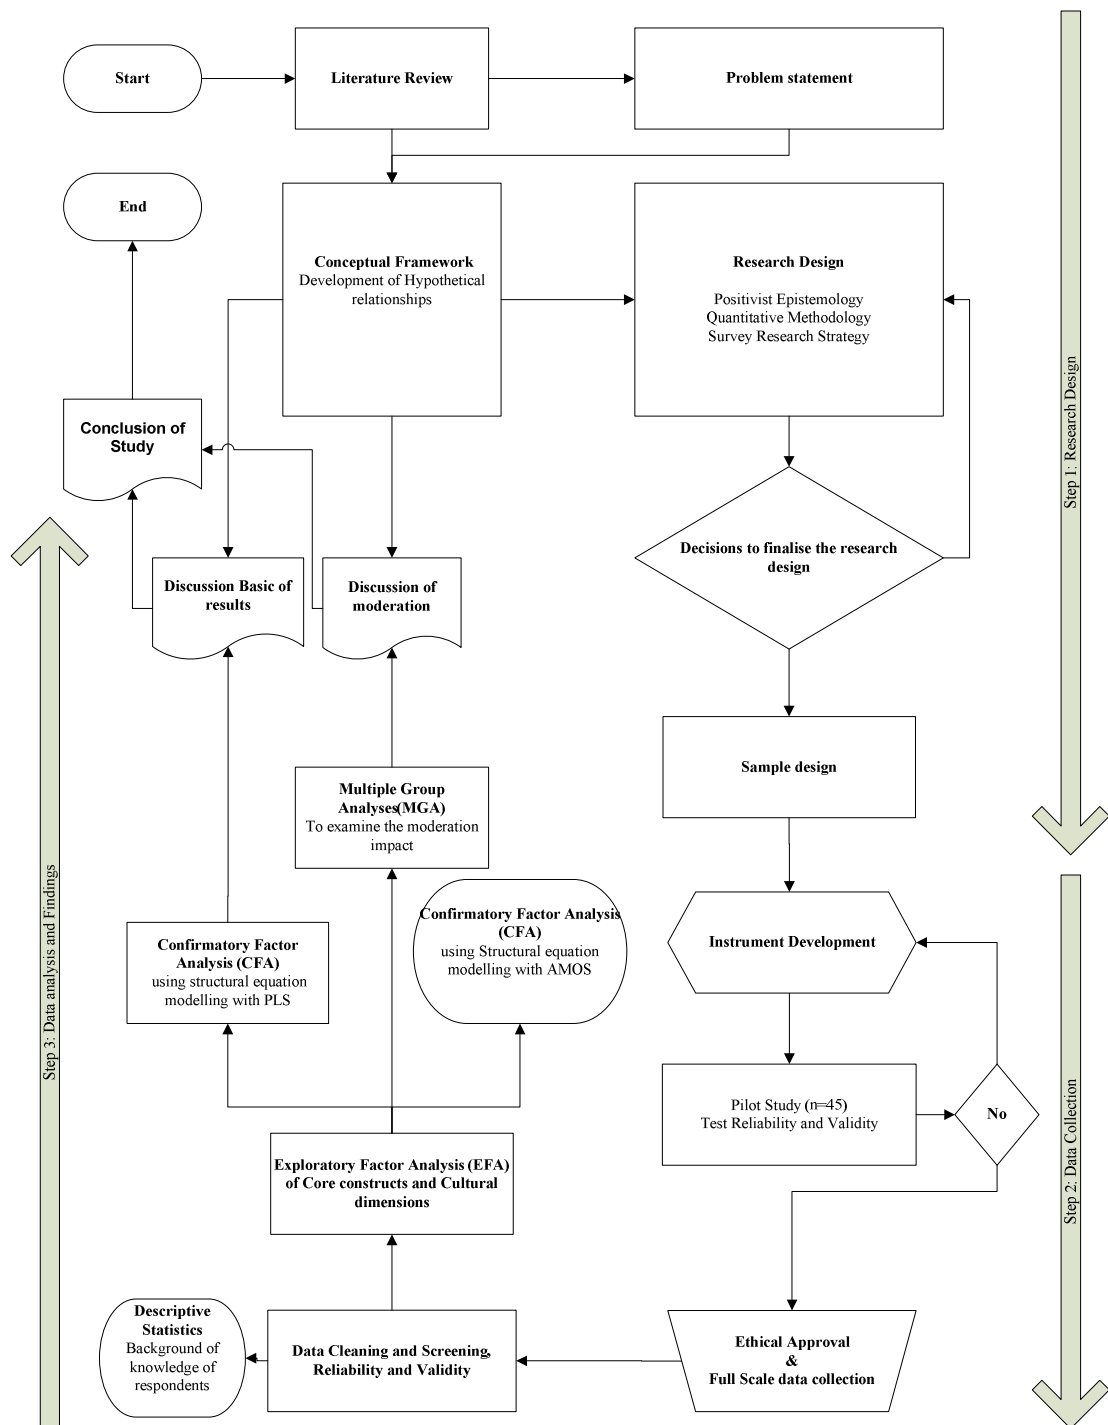 Start
Literature Review
Problem statement
End
Conceptual Framework
Development of Hypothetical
relationships
Research Design
Positivist Epistemology
Quantitative Methodology
Survey Research Strategy
Step 1: Research Design
Conclusion of
Study
Decisions to finalise the research
design
Discussion Basic of
results
Discussion of
moderation
Sample design
Multiple Group
Analyses(MGA)
To examine the moderation
impact
Step 3: Data analysis and Findings
Confirmatory Factor
Analysis (CFA)
using structural equation
modelling with PLS
Confirmatory Factor Analysis
(CFA)
using Structural equation
modelling with AMOS
Instrument Development
Pilot Study (n=45)
Test Reliability and Validity
No
Step 2: Data Collection
Exploratory Factor Analysis (EFA)
of Core constructs and Cultural
dimensions
Descriptive
Statistics
Background of
knowledge of
respondents
Data Cleaning and Screening,
Reliability and Validity
Ethical Approval
&
Full Scale data collection